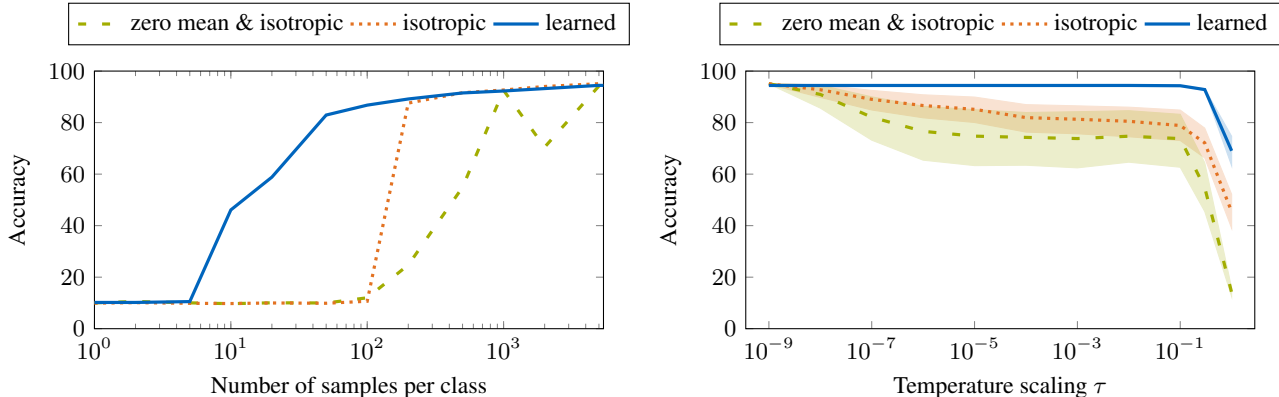 zero mean & isotropic isotropic learned
100
80
60
40
20
0
Accuracy
10^0 10^1 10^2 10^3
Number of samples per class
zero mean & isotropic isotropic learned
100
80
60
40
20
0
Accuracy
10^−9 10^−7 10^−5 10^−3 10^−1
Temperature scaling τ